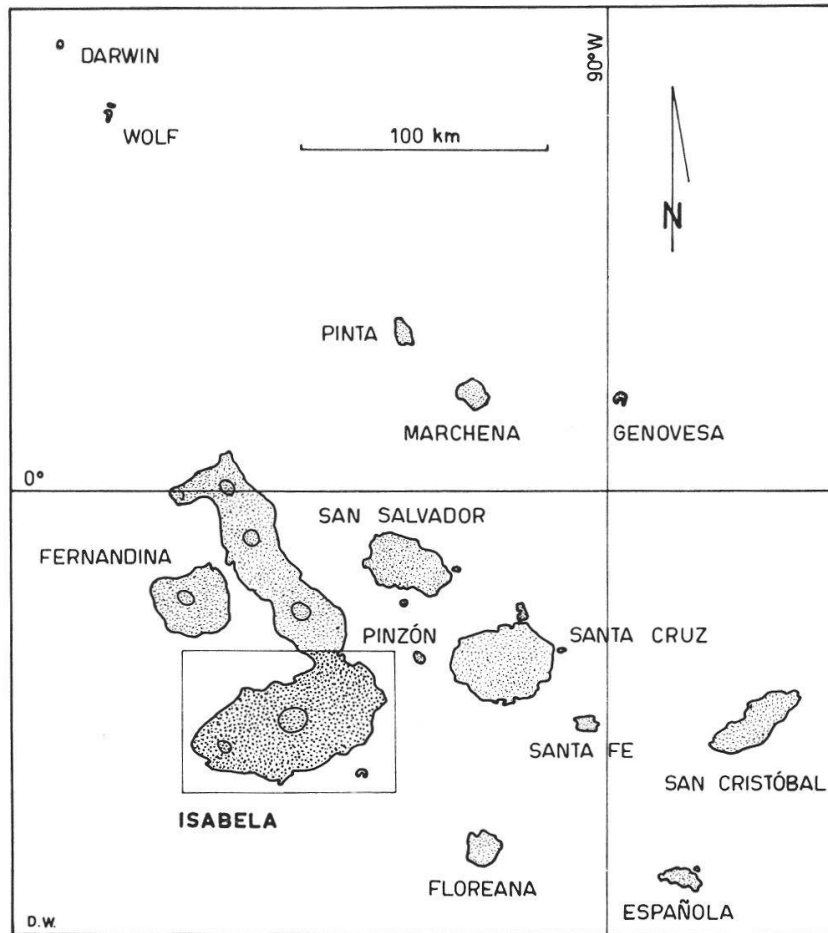 DARWIN
90°W
WOLF
100 km
N
PINTA
MARCHENA
GENOVESA
0°
SAN SALVADOR
FERNANDINA
PINZÓN
SANTA CRUZ
SANTA FE
SAN CRISTÓBAL
ISABELA
FLOREANA
ESPAÑOLA
D.W.